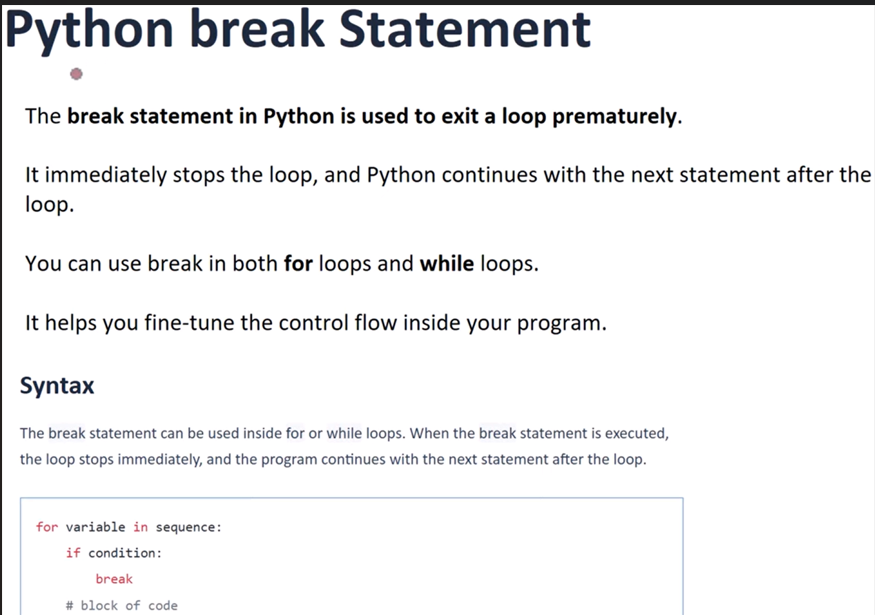 Python break Statement
The break statement in Python is used to exit a loop prematurely.
It immediately stops the loop, and Python continues with the next statement after the
loop.
You can use break in both for loops and while loops.
It helps you fine-tune the control flow inside your program.
Syntax
The break statement can be used inside for or while loops. When the break statement is executed,
the loop stops immediately, and the program continues with the next statement after the loop.
for variable in sequence:
    if condition:
        break
    # block of code